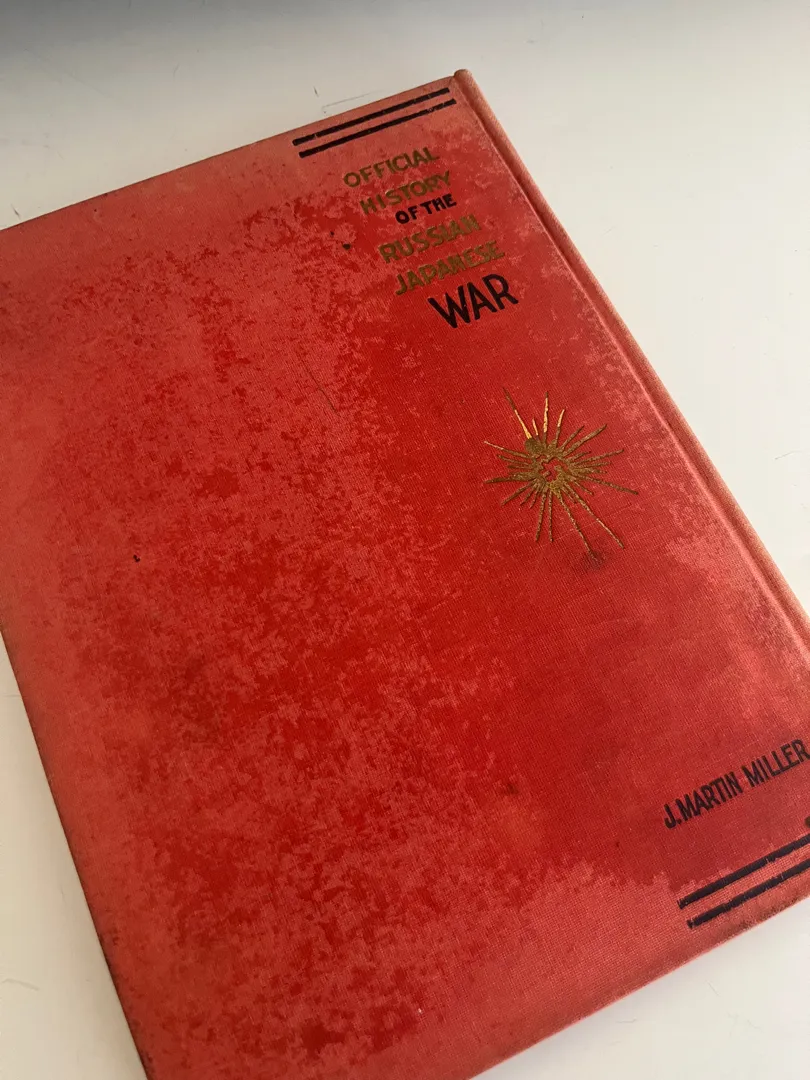 OFFICIAL
HISTORY
OF THE
RUSSIAN
JAPANESE
WAR
J. MARTIN MILLER